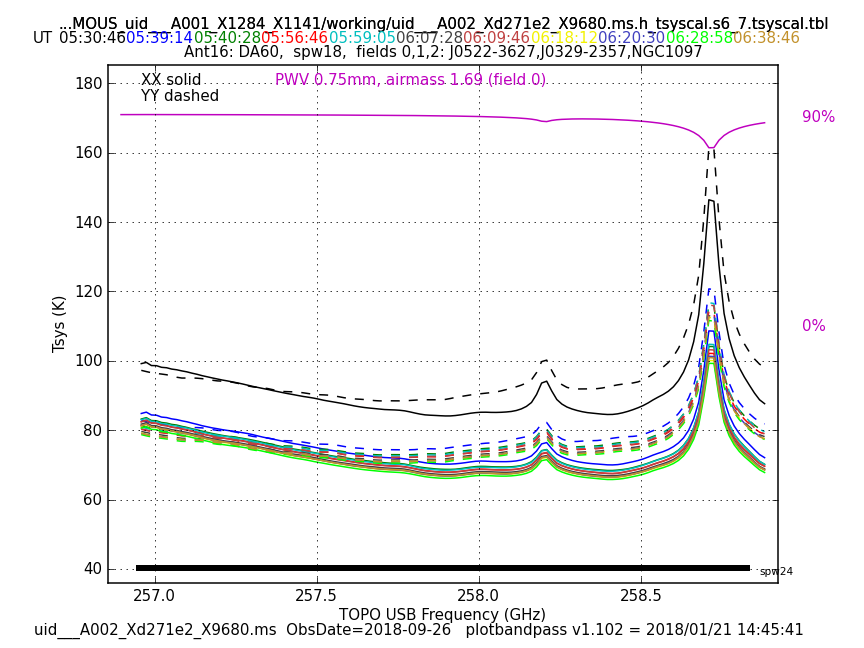 ...MOUS_uid___A001_X1284_X1141/working/uid___A002_Xd271e2_X9680.ms.h_tsyscal.s6_7.tsyscal.tbl
UT 05:30:46 05:39:14 05:40:28 05:56:46 05:59:05 06:07:28 06:09:46 06:18:12 06:20:30 06:28:58 06:38:46
Ant16: DA60, spw18, fields 0,1,2: J0522-3627,J0329-2357,NGC1097
XX solid
PWV 0.75mm, airmass 1.69 (field 0)
YY dashed
180
160
140
120
100
80
60
40
Tsys (K)
90%
0%
spw24
257.0 257.5 258.0 258.5
TOPO USB Frequency (GHz)
uid___A002_Xd271e2_X9680.ms ObsDate=2018-09-26 plotbandpass v1.102 = 2018/01/21 14:45:41